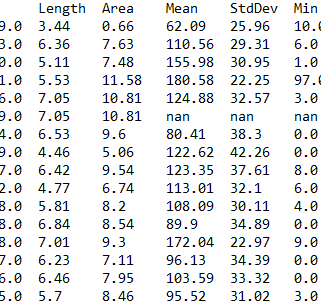 Length Area Mean StdDev Min
9.0 3.44 0.66 62.09 25.96 10.0
3.0 6.36 7.63 110.56 29.31 6.0
0.0 5.11 7.48 155.98 30.95 1.0
1.0 5.53 11.58 180.58 22.25 97.0
6.0 7.05 10.81 124.88 32.57 3.0
9.0 7.05 10.81 nan nan nan
4.0 6.53 9.6 80.41 38.3 0.0
9.0 4.46 5.06 122.62 42.26 0.0
7.0 6.42 9.54 123.35 37.61 8.0
2.0 4.77 6.74 113.01 32.1 6.0
8.0 5.81 8.2 108.09 30.11 4.0
8.0 6.84 8.54 89.9 34.89 0.0
8.0 7.01 9.3 172.04 22.97 9.0
7.0 6.23 7.11 96.13 34.39 0.0
6.0 6.46 7.95 103.59 33.32 0.0
5.0 5.7 8.46 95.52 31.02 3.0